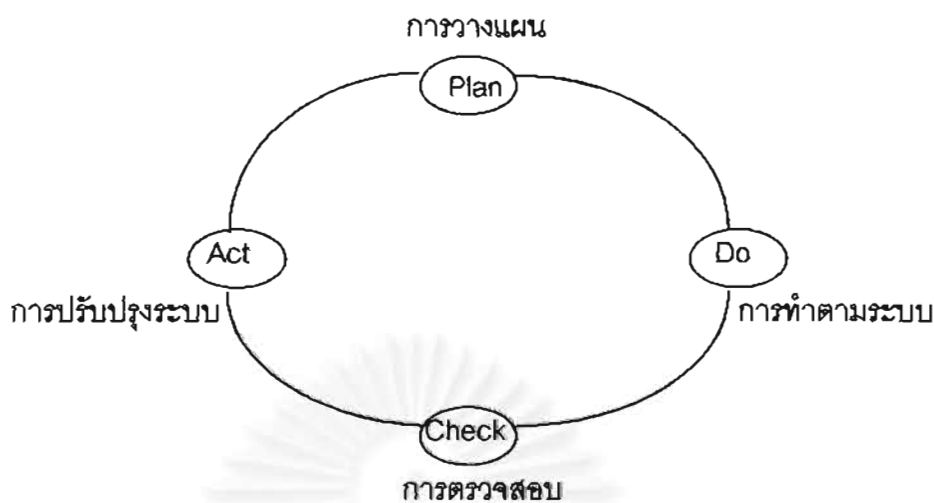 การวางแผน
Plan
Act
Do
การปรับปรุงระบบ
การทำตามระบบ
Check
การตรวจสอบ